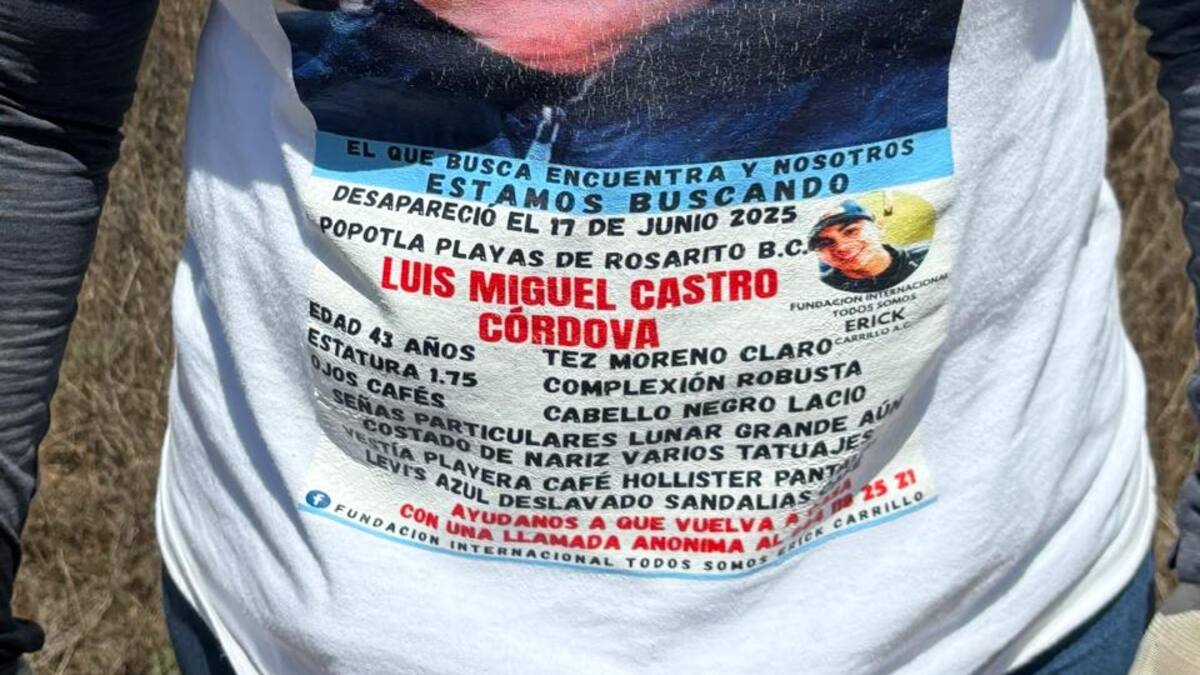 EL QUE BUSCA ENCUENTRA Y NOSOTROS
ESTAMOS BUSCANDO
DESAPARECIÓ EL 17 DE JUNIO 2025
POPOTLA PLAYAS DE ROSARITO B.C.
LUIS MIGUEL CASTRO
CÓRDOVA
FUNDACION INTERNACIONAL
TODOS SOMOS
ERICK
CARRILLO A.C.
EDAD 43 AÑOS
ESTATURA 1.75
OJOS CAFÉS
TEZ MORENO CLARO
COMPLEXIÓN ROBUSTA
CABELLO NEGRO LACIO
SEÑAS PARTICULARES LUNAR GRANDE AÚN
COSTADO DE NARIZ VARIOS TATUAJES
VESTÍA PLAYERA CAFÉ HOLLISTER
LEVI'S AZUL DESLAVADO SANDALIAS
AYUDANOS A QUE VUELVA A
CON UNA LLAMADA ANONIMA AL 25 21
FUNDACION INTERNACIONAL TODOS SOMOS ERICK CARRILLO